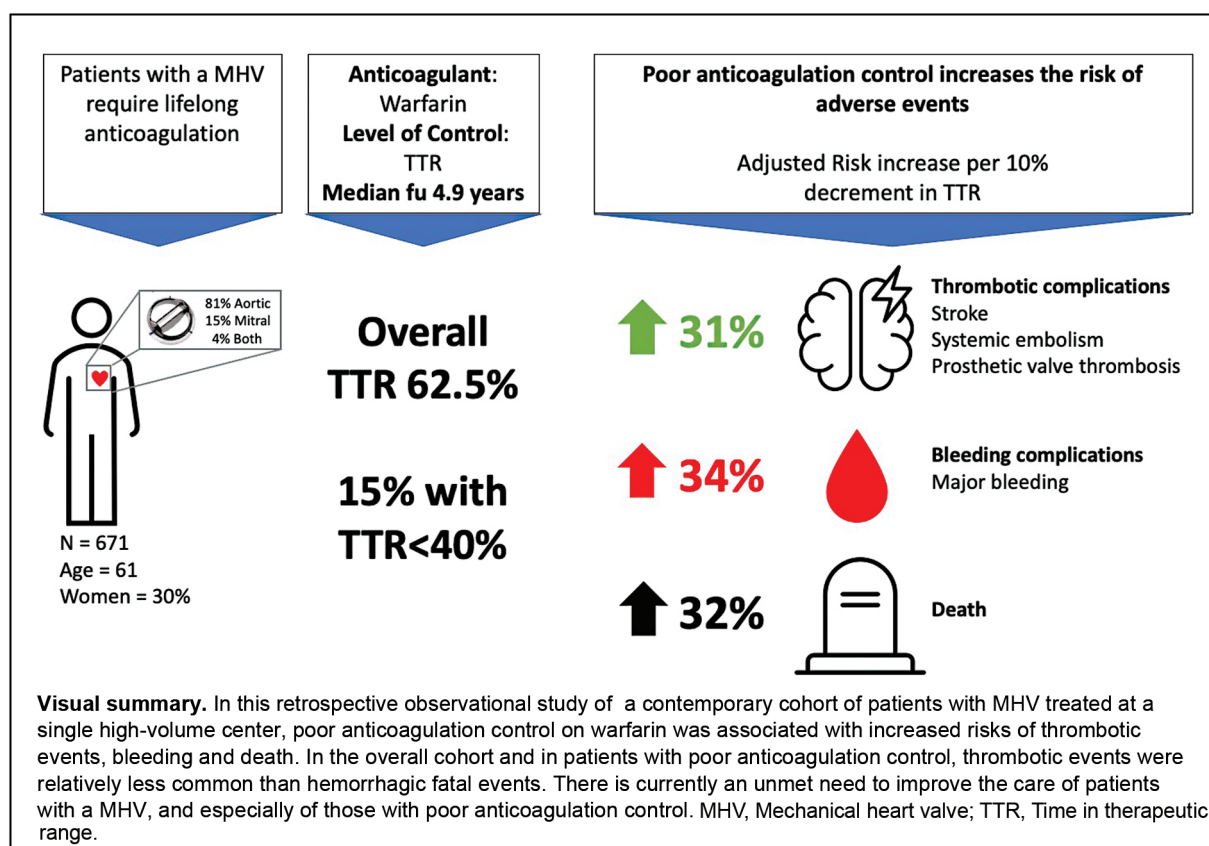 Patients with a MHV
require lifelong
anticoagulation
Anticoagulant:
Warfarin
Level of Control:
TTR
Median fu 4.9 years
Poor anticoagulation control increases the risk of
adverse events
Adjusted Risk increase per 10%
decrement in TTR
81% Aortic
15% Mitral
4% Both
N = 671
Age = 61
Women = 30%
Overall
TTR 62.5%
15% with
TTR<40%
31%
Thrombotic complications
Stroke
Systemic embolism
Prosthetic valve thrombosis
34%
Bleeding complications
Major bleeding
32%
Death
Visual summary. In this retrospective observational study of a contemporary cohort of patients with MHV treated at a
single high-volume center, poor anticoagulation control on warfarin was associated with increased risks of thrombotic
events, bleeding and death. In the overall cohort and in patients with poor anticoagulation control, thrombotic events were
relatively less common than hemorrhagic fatal events. There is currently an unmet need to improve the care of patients
with a MHV, and especially of those with poor anticoagulation control. MHV, Mechanical heart valve; TTR, Time in therapeutic
range.